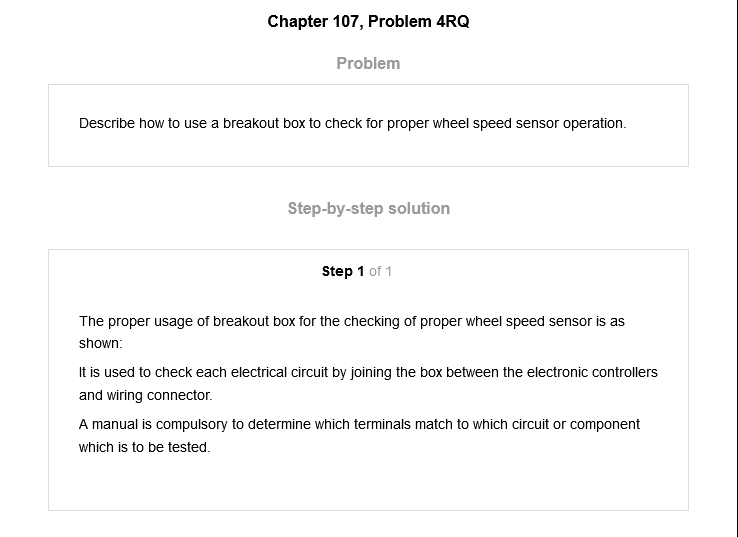 Chapter 107, Problem 4RQ
Problem
Describe how to use a breakout box to check for proper wheel speed sensor operation.
Step-by-step solution
Step 1 of 1
The proper usage of breakout box for the checking of proper wheel speed sensor is as
shown:
It is used to check each electrical circuit by joining the box between the electronic controllers
and wiring connector.
A manual is compulsory to determine which terminals match to which circuit or component
which is to be tested.